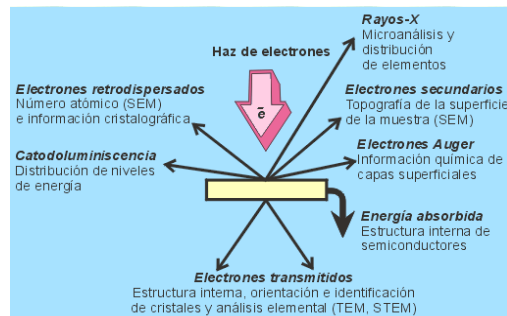 Rayos-X
Microanálisis y
distribución
de elementos
Haz de electrones
Electrones retrodispersados
Número atómico (SEM)
e información cristalográfica
Electrones secundarios
Topografía de la superficie
de la muestra (SEM)
ē
Catodoluminiscencia
Distribución de niveles
de energía
Electrones Auger
Información química de
capas superficiales
Energía absorbida
Estructura interna de
semiconductores
Electrones transmitidos
Estructura interna, orientación e identificación
de cristales y análisis elemental (TEM, STEM)